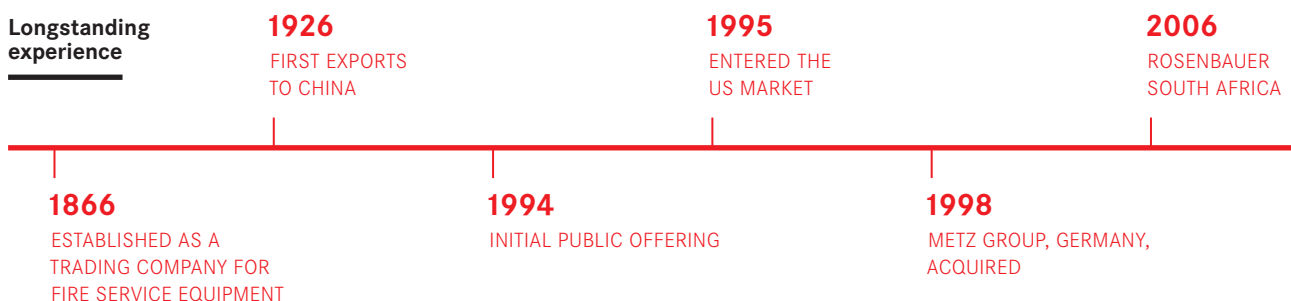 Longstanding
experience
1926
FIRST EXPORTS
TO CHINA
1995
ENTERED THE
US MARKET
2006
ROSENBAUER
SOUTH AFRICA
1866
ESTABLISHED AS A
TRADING COMPANY FOR
FIRE SERVICE EQUIPMENT
1994
INITIAL PUBLIC OFFERING
1998
METZ GROUP, GERMANY,
ACQUIRED